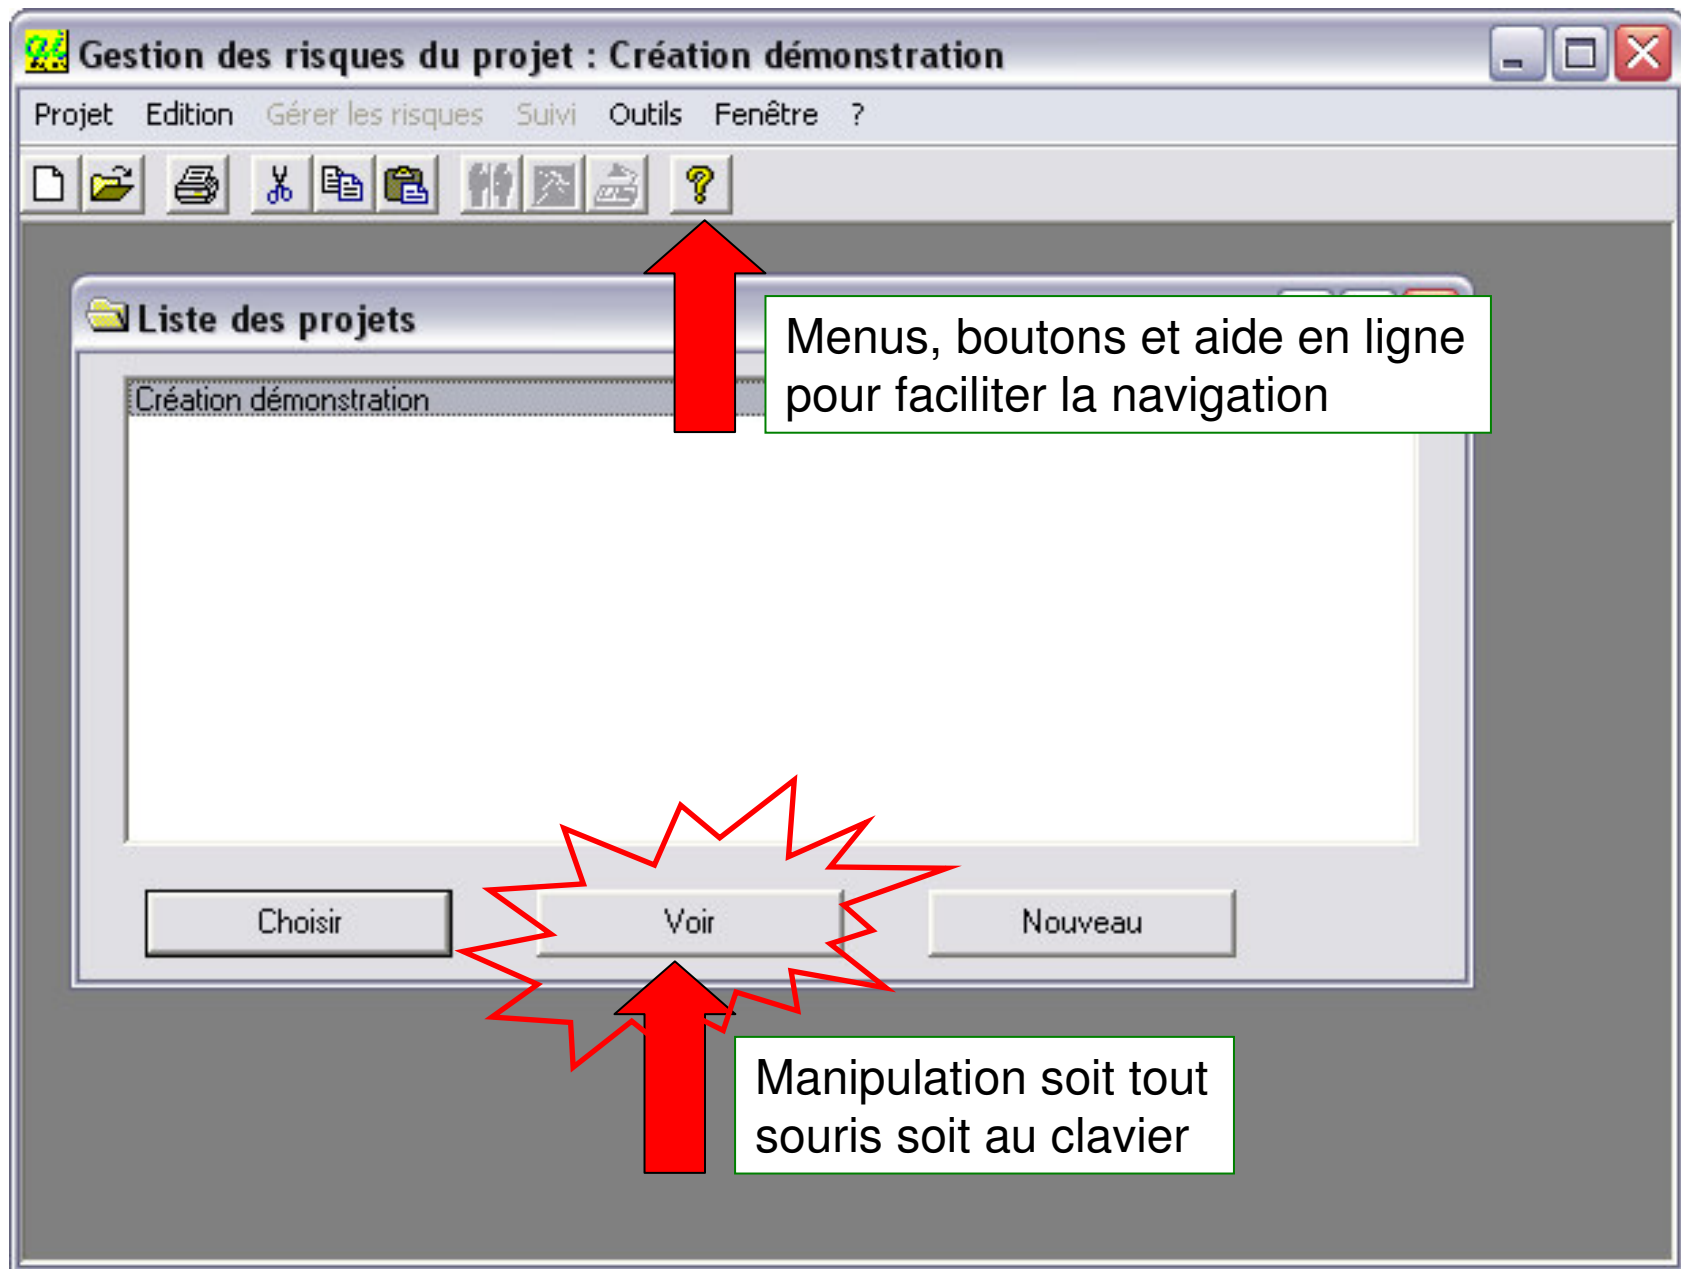 Gestion des risques du projet : Création démonstration
Projet Edition Gérer les risques Suivi Outils Fenêtre ?
Liste des projets
Menus, boutons et aide en ligne
pour faciliter la navigation
Création démonstration
Choisir Voir Nouveau
Manipulation soit tout
souris soit au clavier